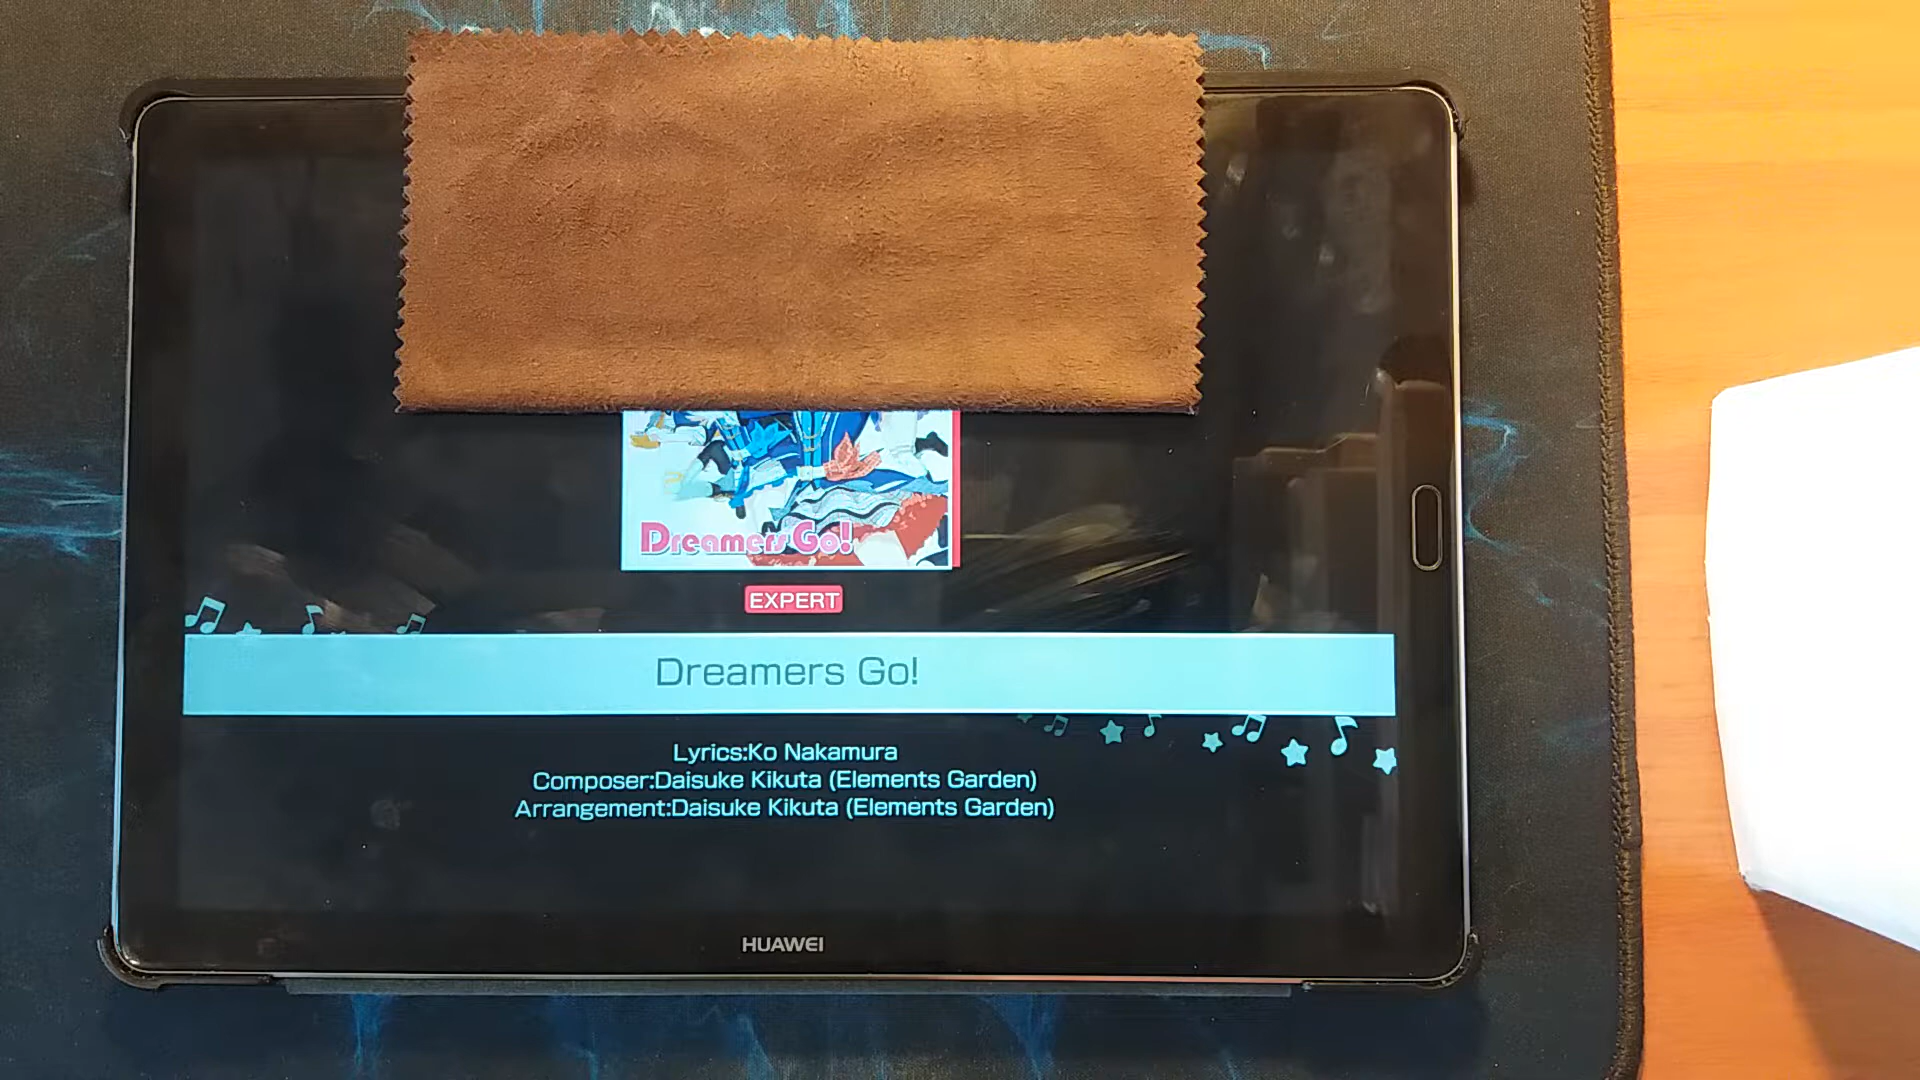 Dreamers Go!
EXPERT
Dreamers Go!
Lyrics:Ko Nakamura
Composer:Daisuke Kikuta (Elements Garden)
Arrangement:Daisuke Kikuta (Elements Garden)
HUAWEI